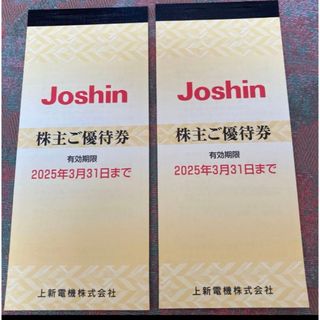 Joshin
株主ご優待券
有効期限
2025年3月31日まで
上新電機株式会社
Joshin
株主ご優待券
有効期限
2025年3月31日まで
上新電機株式会社